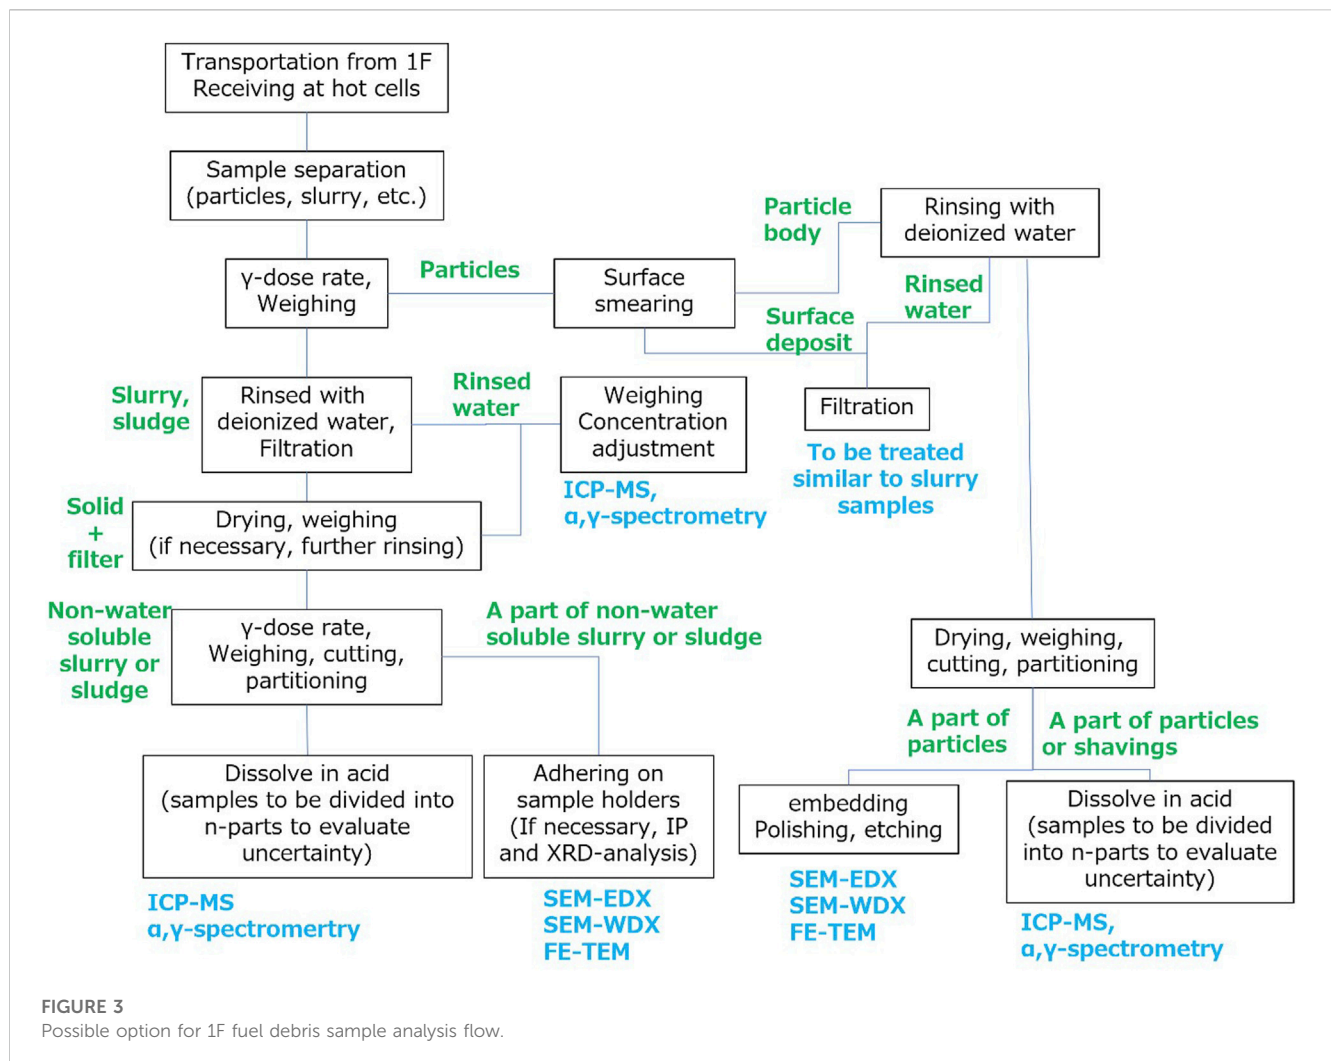 Transportation from 1F
Receiving at hot cells
Sample separation
(particles, slurry, etc.)
γ-dose rate,
Weighing
Particles
Surface
smearing
Particle
body
Rinsing with
deionized water
Rinsed
water
Surface
deposit
Slurry,
sludge
Rinsed with
deionized water,
Filtration
Rinsed
water
Weighing
Concentration
adjustment
ICP-MS,
α,γ-spectrometry
Filtration
To be treated
similar to slurry
samples
Solid
+
filter
Drying, weighing
(if necessary, further rinsing)
Non-water
soluble
slurry or
sludge
γ-dose rate,
Weighing, cutting,
partitioning
A part of non-water
soluble slurry or sludge
Drying, weighing,
cutting, partitioning
A part of
particles
A part of particles
or shavings
Dissolve in acid
(samples to be divided into
n-parts to evaluate
uncertainty)
ICP-MS
α,γ-spectromertry
Adhering on
sample holders
(If necessary, IP
and XRD-analysis)
SEM-EDX
SEM-WDX
FE-TEM
embedding
Polishing, etching
SEM-EDX
SEM-WDX
FE-TEM
Dissolve in acid
(samples to be divided
into n-parts to evaluate
uncertainty)
ICP-MS,
α,γ-spectrometry
FIGURE 3
Possible option for 1F fuel debris sample analysis flow.